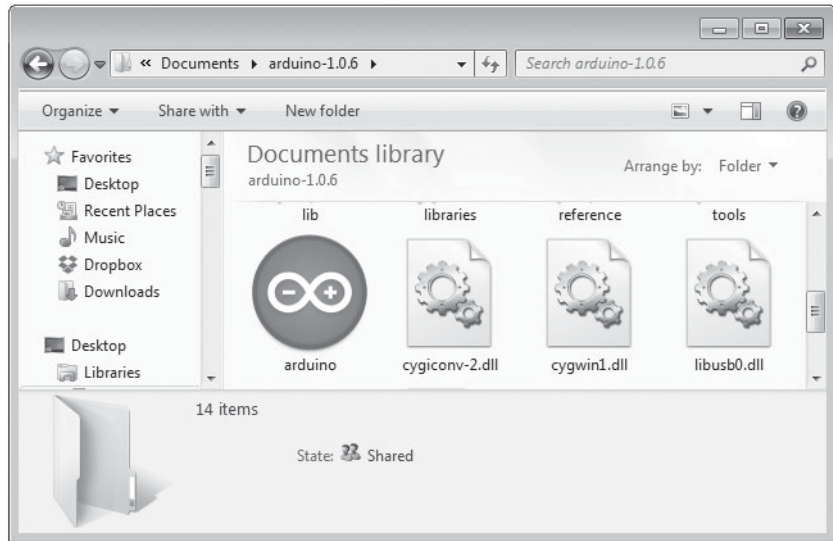 « Documents ▸ arduino-1.0.6 ▸
Search arduino-1.0.6
Organize ▾ Share with ▾ New folder
Favorites
Desktop
Recent Places
Music
Dropbox
Downloads
Desktop
Libraries
Documents library
arduino-1.0.6
Arrange by: Folder ▾
lib libraries reference tools
arduino cygiconv-2.dll cygwin1.dll libusb0.dll
14 items
State: Shared